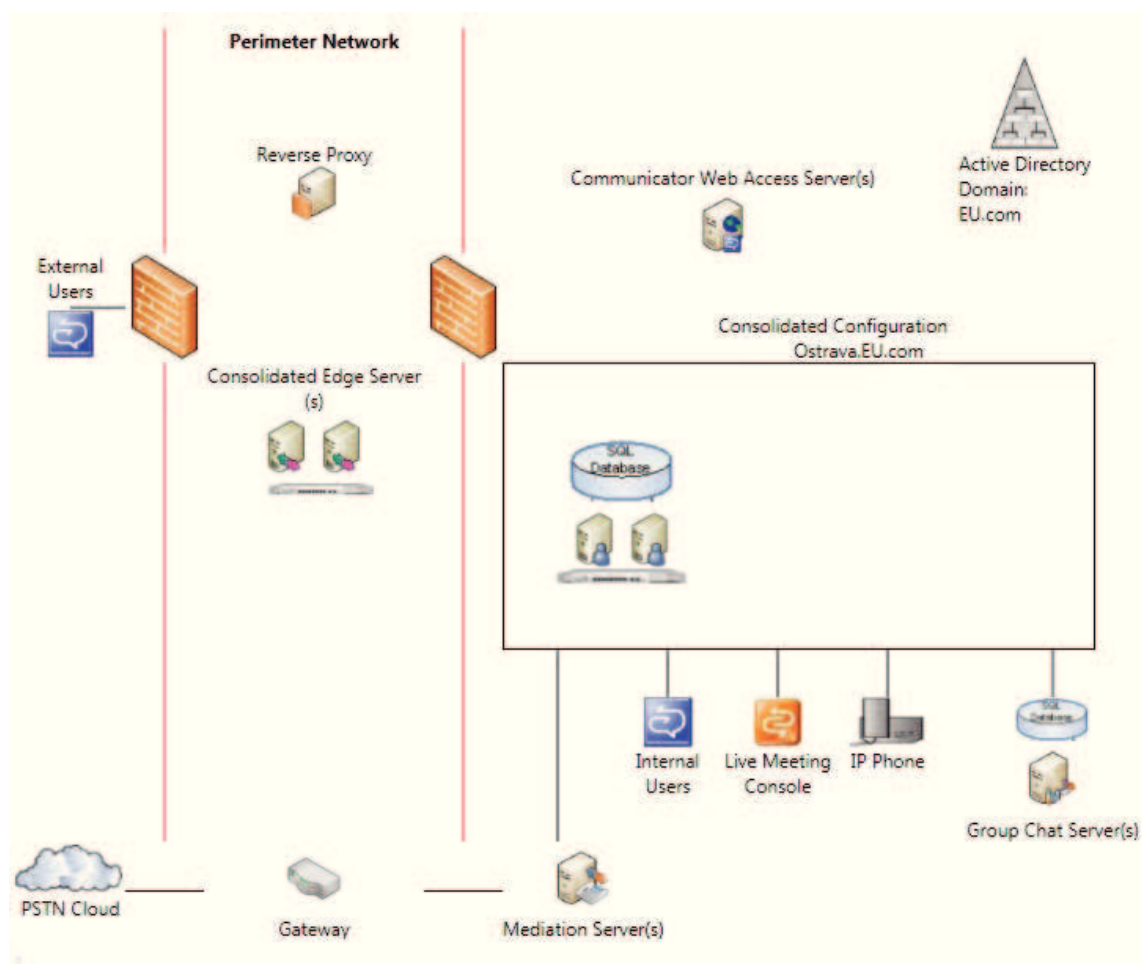 Perimeter Network
Reverse Proxy
Communicator Web Access Server(s)
Active Directory
Domain:
EU.com
External
Users
Consolidated Configuration
Ostrava.EU.com
Consolidated Edge Server
(s)
SQL
Database
Internal
Users
Live Meeting
Console
IP Phone
SQL
Database
Group Chat Server(s)
PSTN Cloud
Gateway
Mediation Server(s)